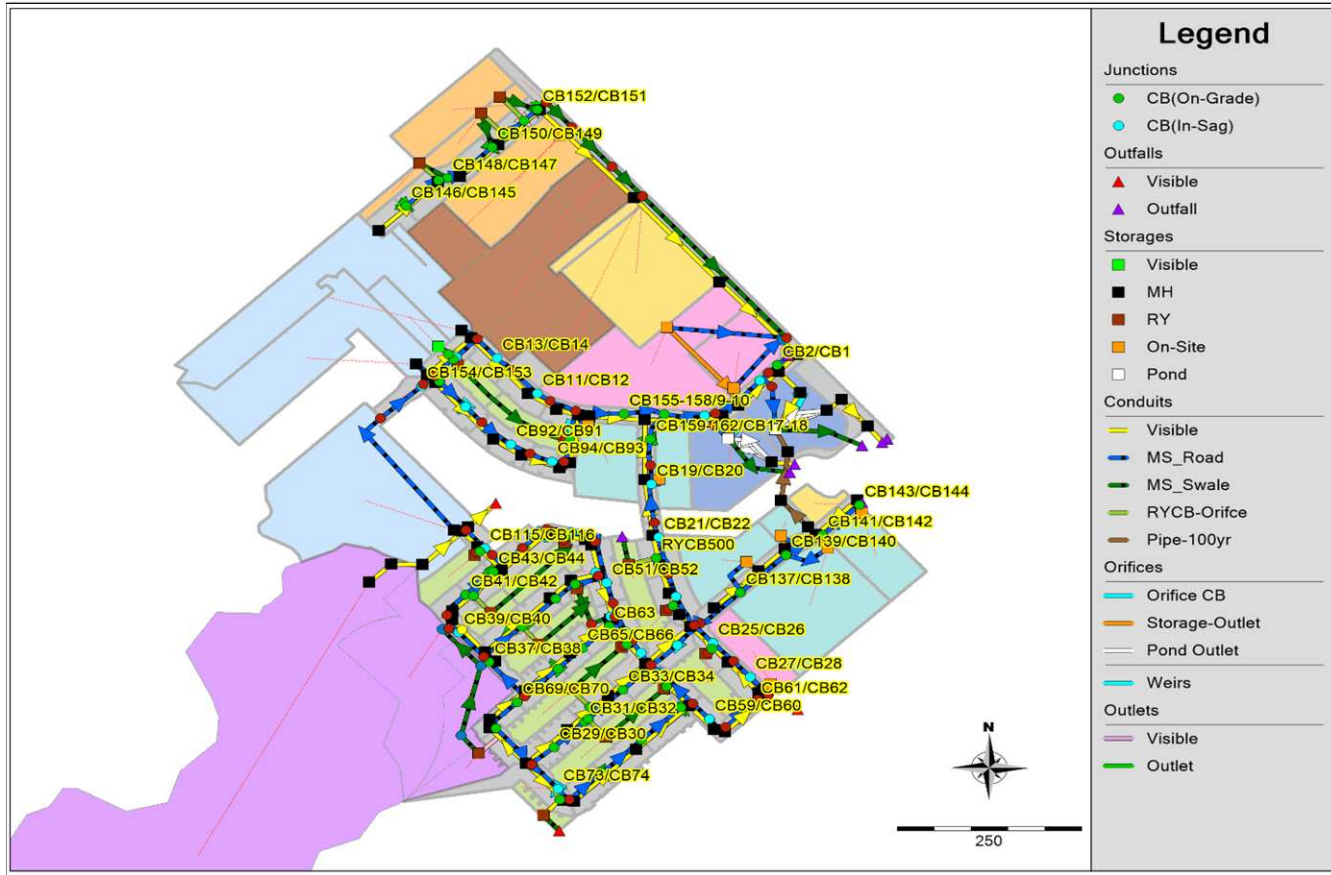 CB152/CB151
CB150/CB149
CB148/CB147
CB146/CB145
CB13/CB14
CB2/CB1
CB154/CB153
CB11/CB12
CB155-158/9-10
CB159-162/CB17-18
CB92/CB91
CB94/CB93
CB19/CB20
CB143/CB144
CB141/CB142
CB21/CB22
CB115/CB116
RYCB500
CB139/CB140
CB43/CB44
CB51/CB52
CB41/CB42
CB137/CB138
CB39/CB40
CB63
CB25/CB26
CB65/CB66
CB37/CB38
CB27/CB28
CB33/CB34
CB69/CB70
CB61/CB62
CB31/CB32
CB59/CB60
CB29/CB30
CB73/CB74
N
250
Legend
Junctions
CB(On-Grade)
CB(In-Sag)
Outfalls
Visible
Outfall
Storages
Visible
MH
RY
On-Site
Pond
Conduits
Visible
MS_Road
MS_Swale
RYCB-Orifce
Pipe-100yr
Orifices
Orifice CB
Storage-Outlet
Pond Outlet
Weirs
Outlets
Visible
Outlet